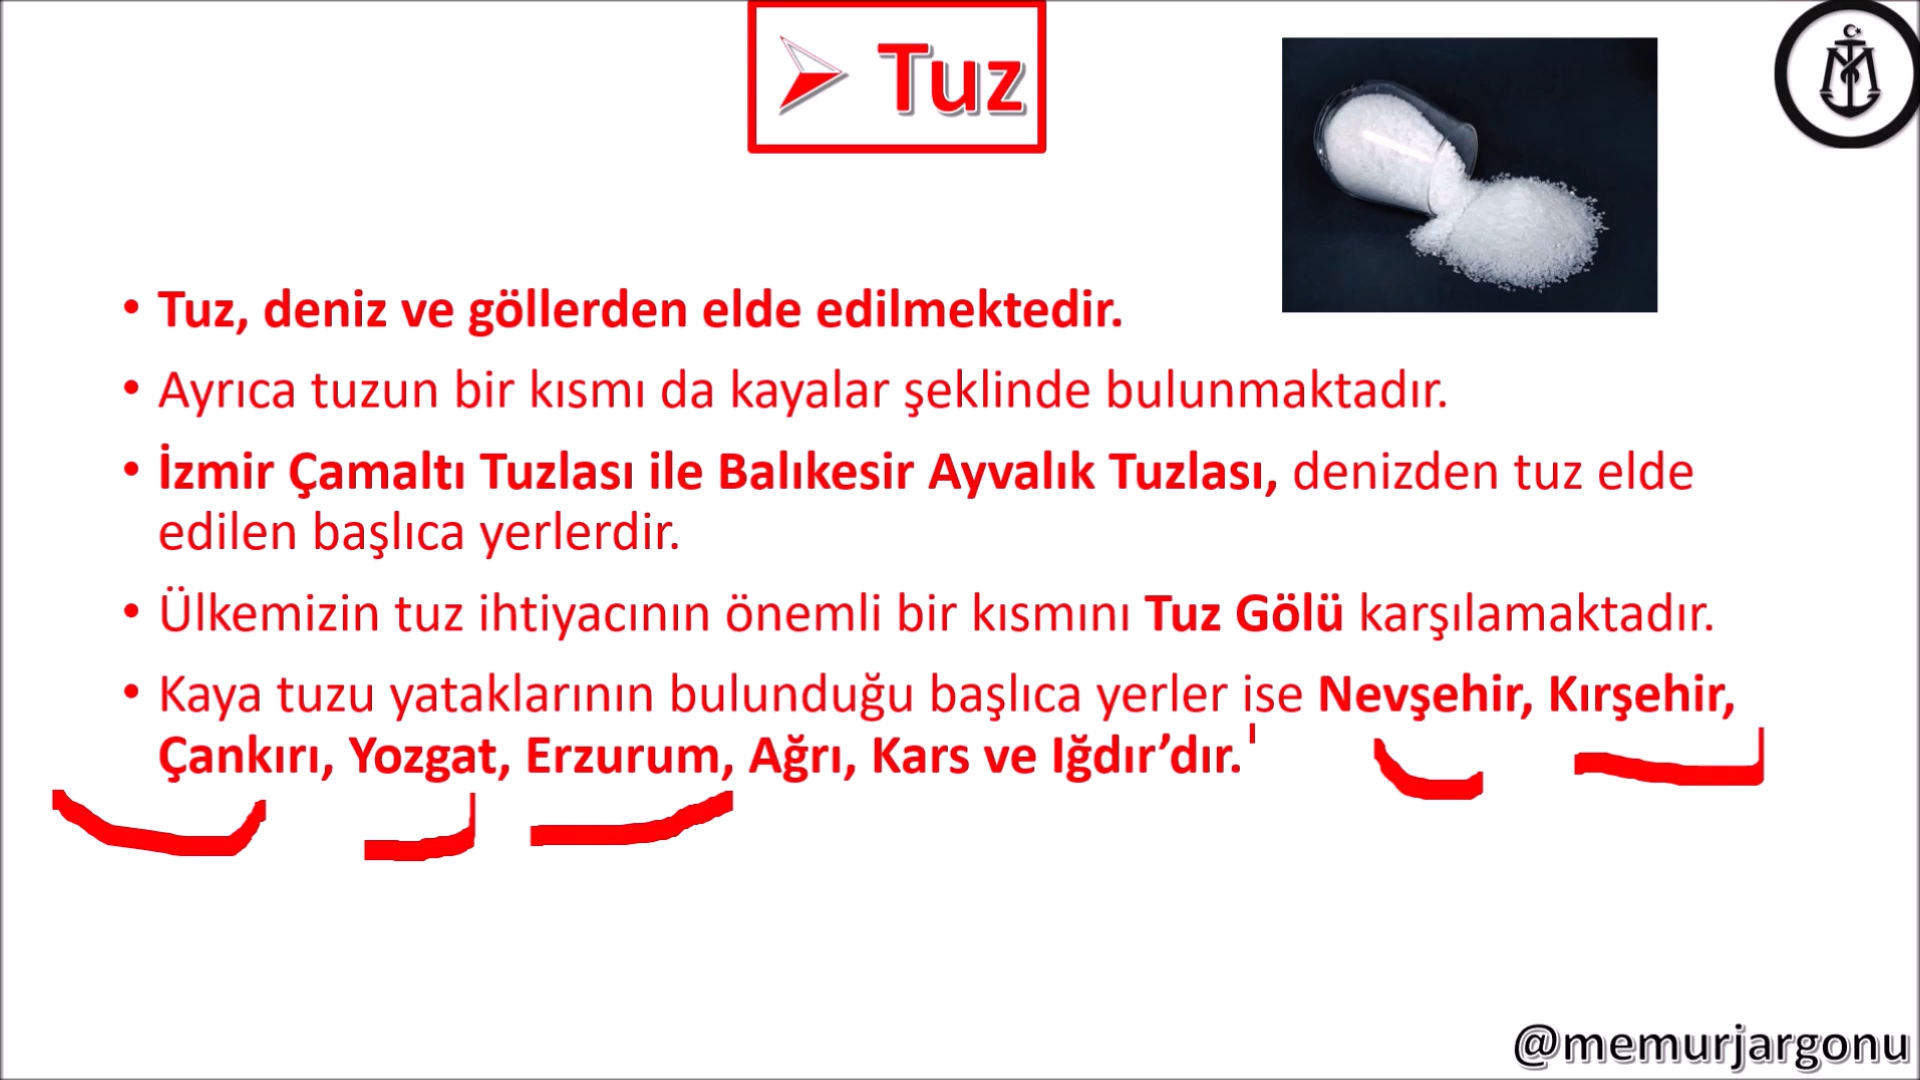 Tuz
• Tuz, deniz ve göllerden elde edilmektedir.
• Ayrıca tuzun bir kısmı da kayalar şeklinde bulunmaktadır.
• İzmir Çamaltı Tuzlası ile Balıkesir Ayvalık Tuzlası, denizden tuz elde
edilen başlıca yerlerdir.
• Ülkemizin tuz ihtiyacının önemli bir kısmını Tuz Gölü karşılamaktadır.
• Kaya tuzu yataklarının bulunduğu başlıca yerler ise Nevşehir, Kırşehir,
Çankırı, Yozgat, Erzurum, Ağrı, Kars ve Iğdır’dır.
@memurjargonu